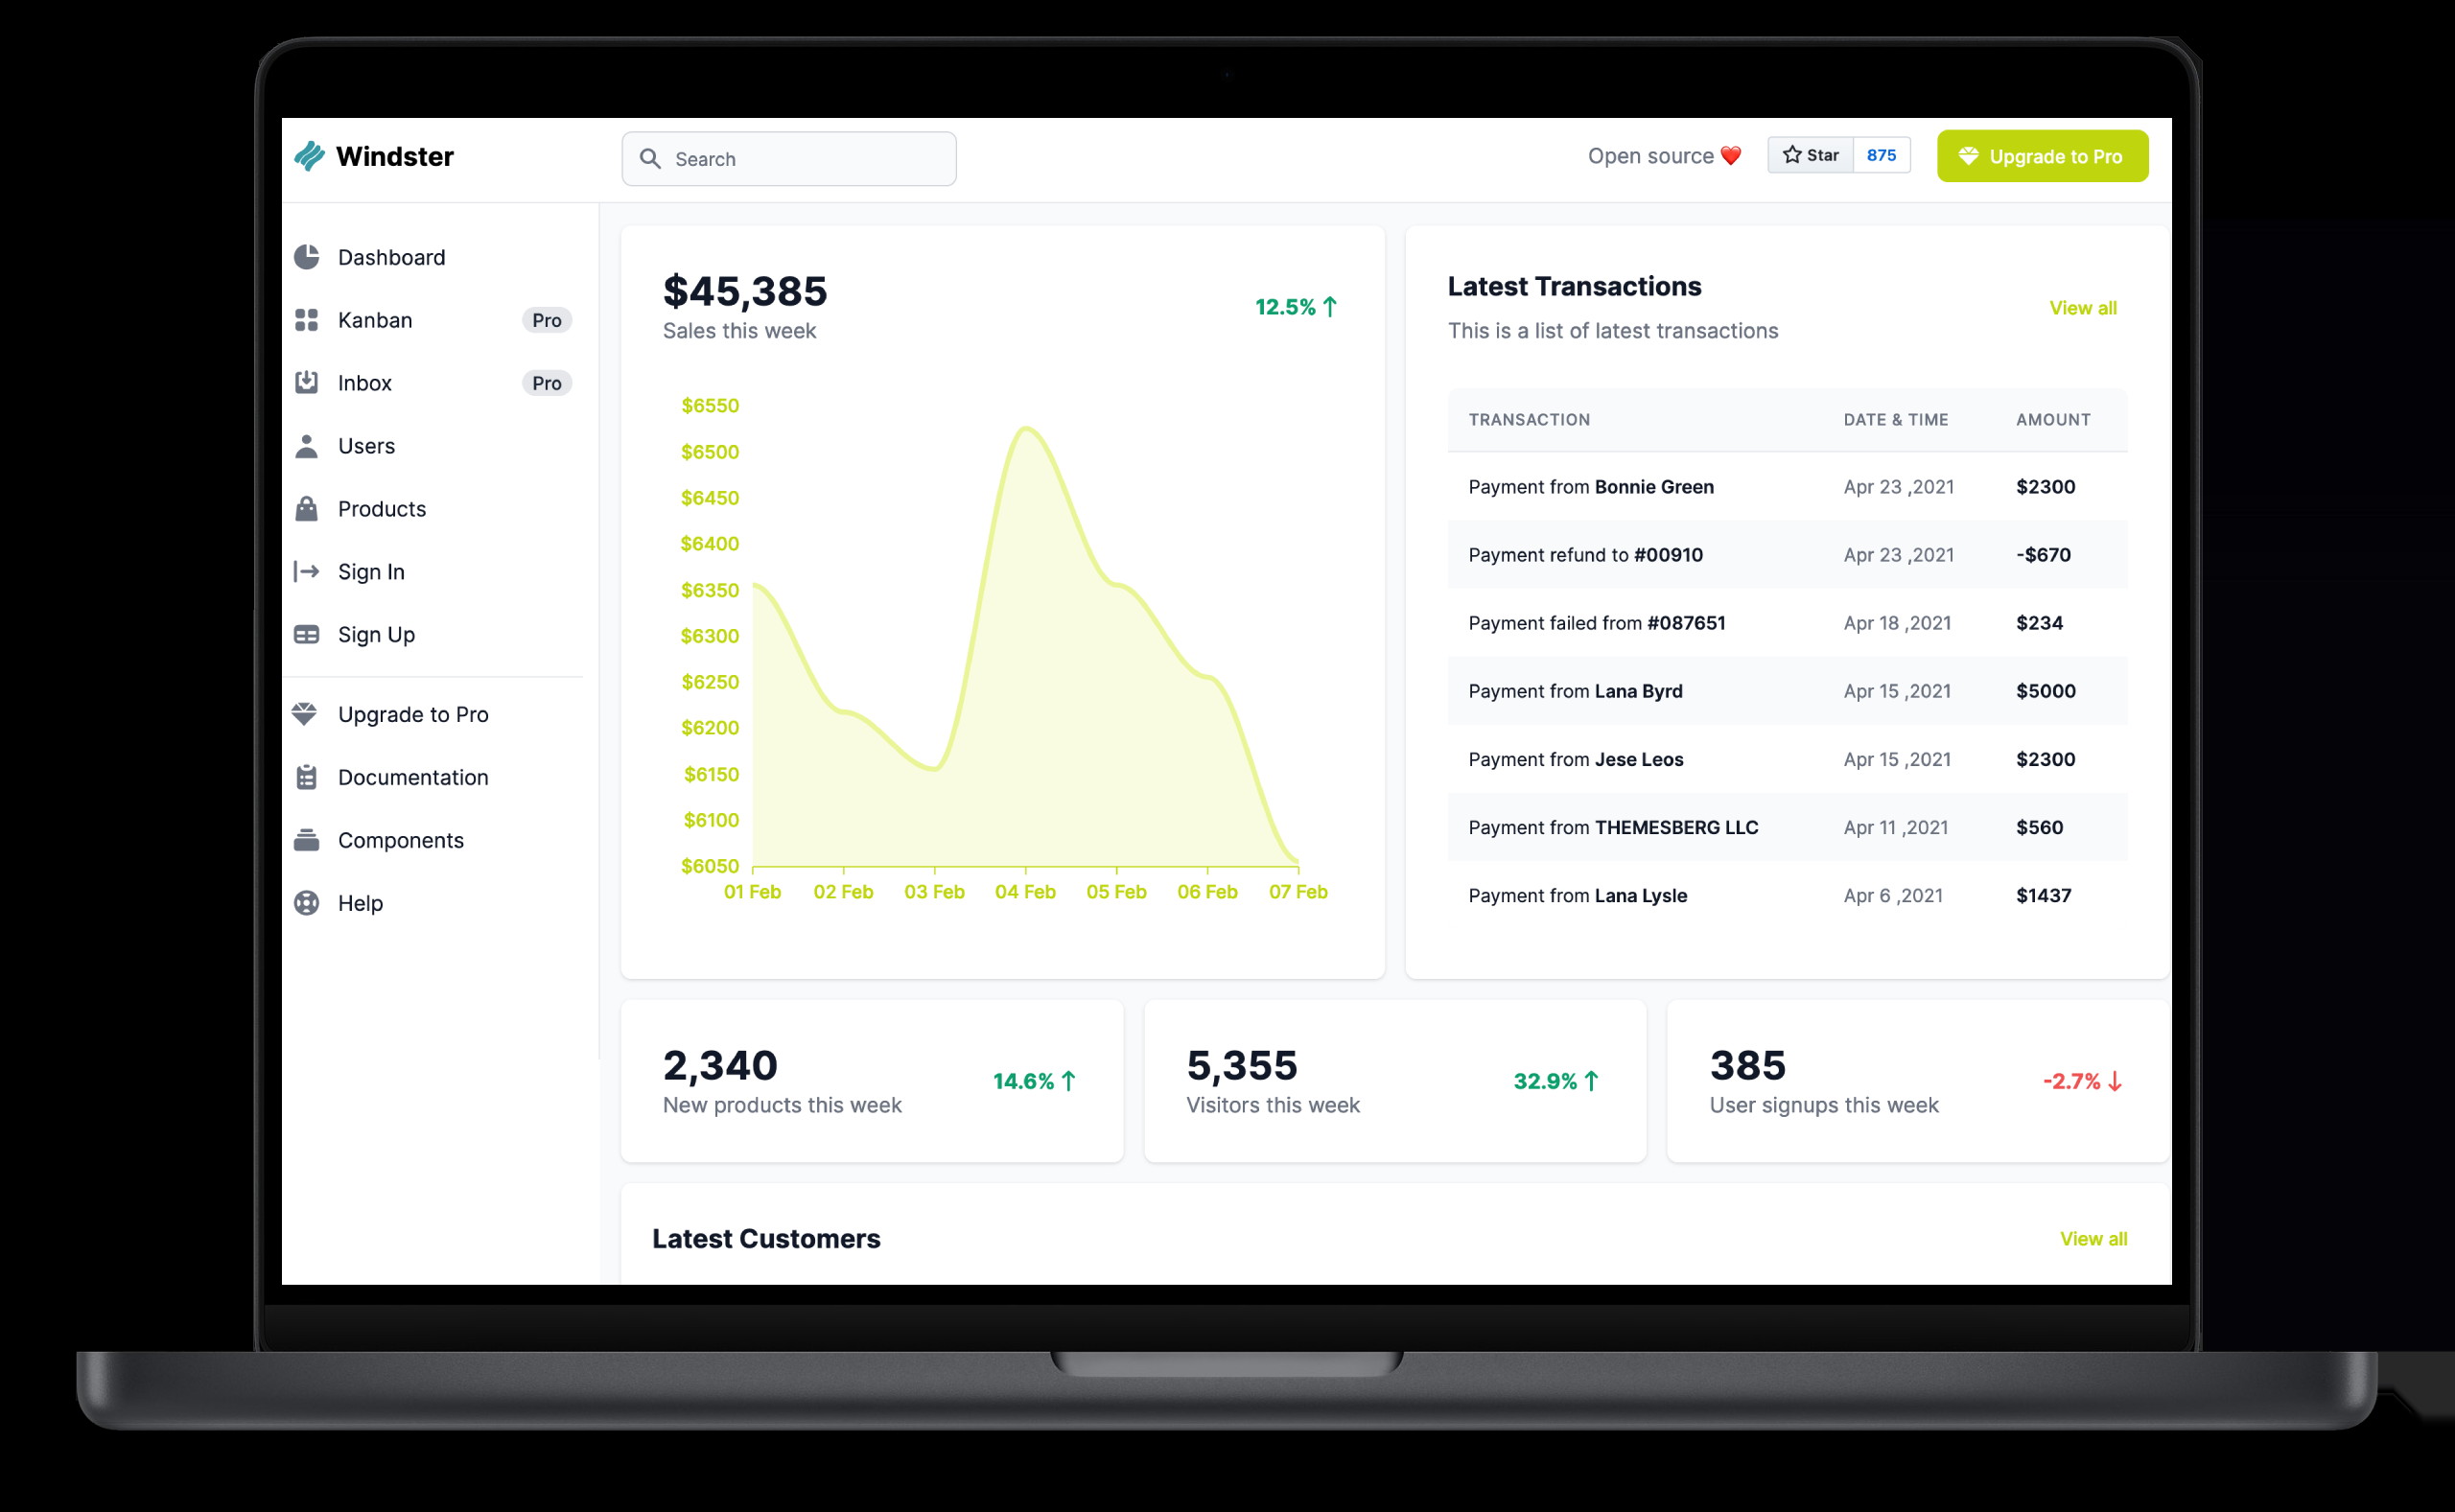 Windster
Search
Open source ❤️
Star 875
Upgrade to Pro
Dashboard
Kanban Pro
Inbox Pro
Users
Products
Sign In
Sign Up
Upgrade to Pro
Documentation
Components
Help
$45,385
Sales this week
12.5% ↑
$6550
$6500
$6450
$6400
$6350
$6300
$6250
$6200
$6150
$6100
$6050
01 Feb 02 Feb 03 Feb 04 Feb 05 Feb 06 Feb 07 Feb
Latest Transactions
This is a list of latest transactions
View all
TRANSACTION DATE & TIME AMOUNT
Payment from Bonnie Green Apr 23 ,2021 $2300
Payment refund to #00910 Apr 23 ,2021 -$670
Payment failed from #087651 Apr 18 ,2021 $234
Payment from Lana Byrd Apr 15 ,2021 $5000
Payment from Jese Leos Apr 15 ,2021 $2300
Payment from THEMESBERG LLC Apr 11 ,2021 $560
Payment from Lana Lysle Apr 6 ,2021 $1437
2,340
New products this week
14.6% ↑
5,355
Visitors this week
32.9% ↑
385
User signups this week
-2.7% ↓
Latest Customers
View all